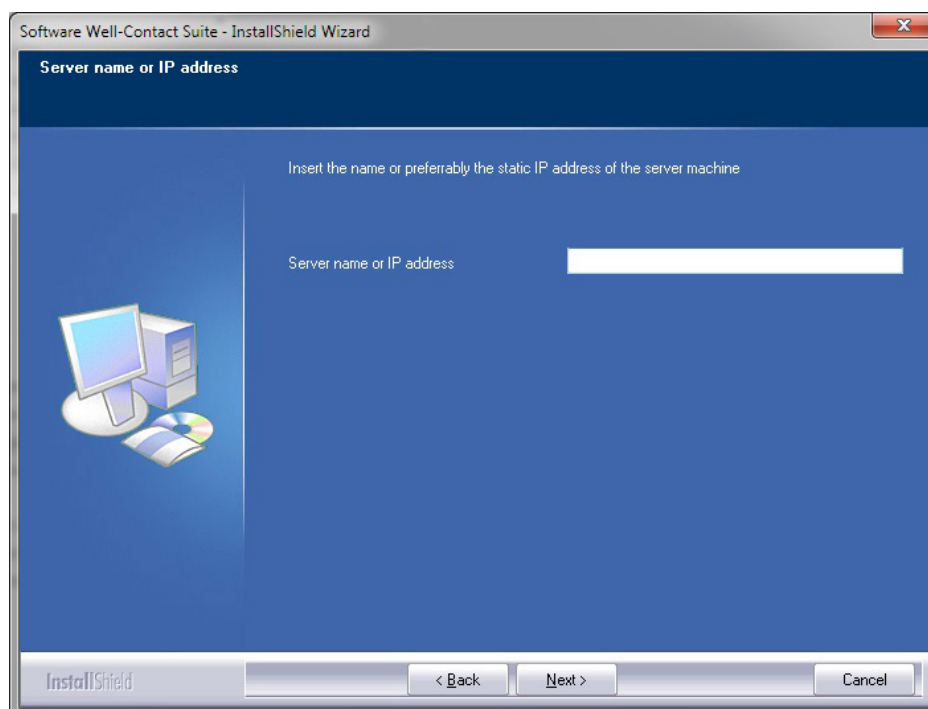 Software Well-Contact Suite - InstallShield Wizard
Server name or IP address
Insert the name or preferrably the static IP address of the server machine
Server name or IP address
InstallShield
< Back
Next >
Cancel